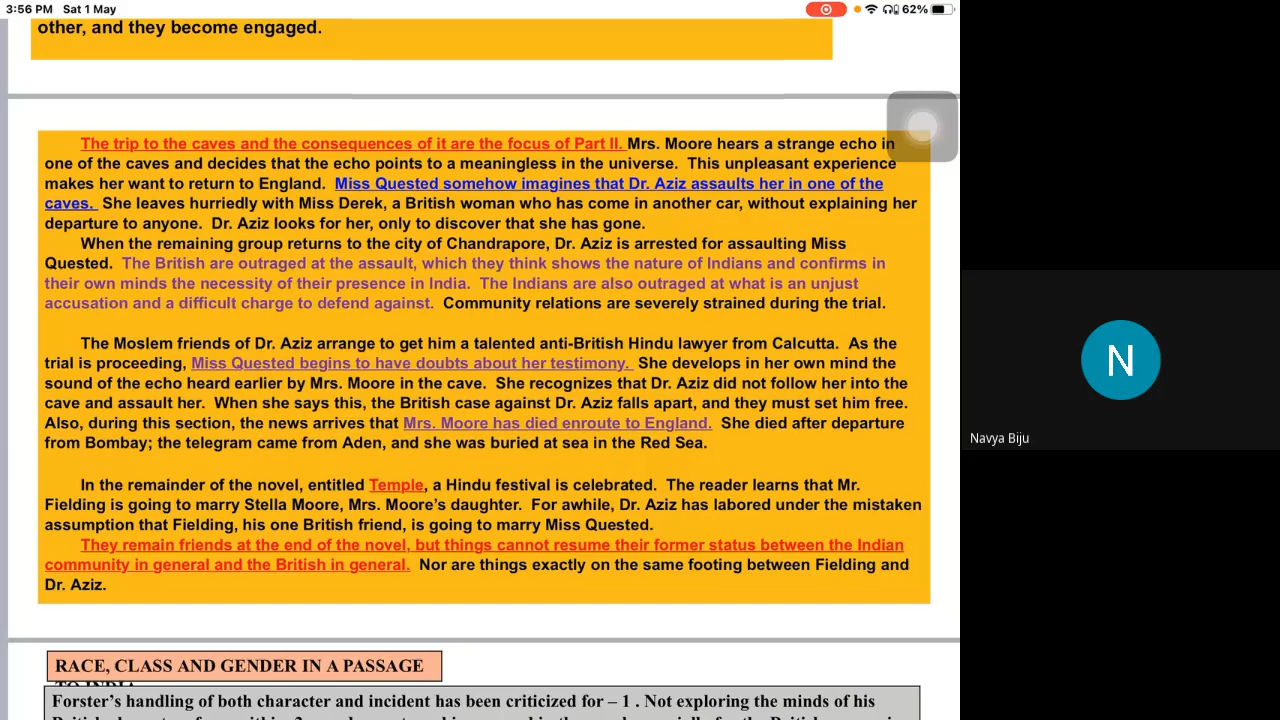 3:56 PM Sat 1 May
62%
other, and they become engaged.
The trip to the caves and the consequences of it are the focus of Part II. Mrs. Moore hears a strange echo in
one of the caves and decides that the echo points to a meaningless in the universe. This unpleasant experience
makes her want to return to England. Miss Quested somehow imagines that Dr. Aziz assaults her in one of the
caves. She leaves hurriedly with Miss Derek, a British woman who has come in another car, without explaining her
departure to anyone. Dr. Aziz looks for her, only to discover that she has gone.
When the remaining group returns to the city of Chandrapore, Dr. Aziz is arrested for assaulting Miss
Quested. The British are outraged at the assault, which they think shows the nature of Indians and confirms in
their own minds the necessity of their presence in India. The Indians are also outraged at what is an unjust
accusation and a difficult charge to defend against. Community relations are severely strained during the trial.
The Moslem friends of Dr. Aziz arrange to get him a talented anti-British Hindu lawyer from Calcutta. As the
trial is proceeding, Miss Quested begins to have doubts about her testimony. She develops in her own mind the
sound of the echo heard earlier by Mrs. Moore in the cave. She recognizes that Dr. Aziz did not follow her into the
cave and assault her. When she says this, the British case against Dr. Aziz falls apart, and they must set him free.
Also, during this section, the news arrives that Mrs. Moore has died enroute to England. She died after departure
from Bombay; the telegram came from Aden, and she was buried at sea in the Red Sea.
In the remainder of the novel, entitled Temple, a Hindu festival is celebrated. The reader learns that Mr.
Fielding is going to marry Stella Moore, Mrs. Moore's daughter. For awhile, Dr. Aziz has labored under the mistaken
assumption that Fielding, his one British friend, is going to marry Miss Quested.
They remain friends at the end of the novel, but things cannot resume their former status between the Indian
community in general and the British in general. Nor are things exactly on the same footing between Fielding and
Dr. Aziz.
RACE, CLASS AND GENDER IN A PASSAGE
TO INDIA
Forster's handling of both character and incident has been criticized for – 1 . Not exploring the minds of his
N
Navya Biju